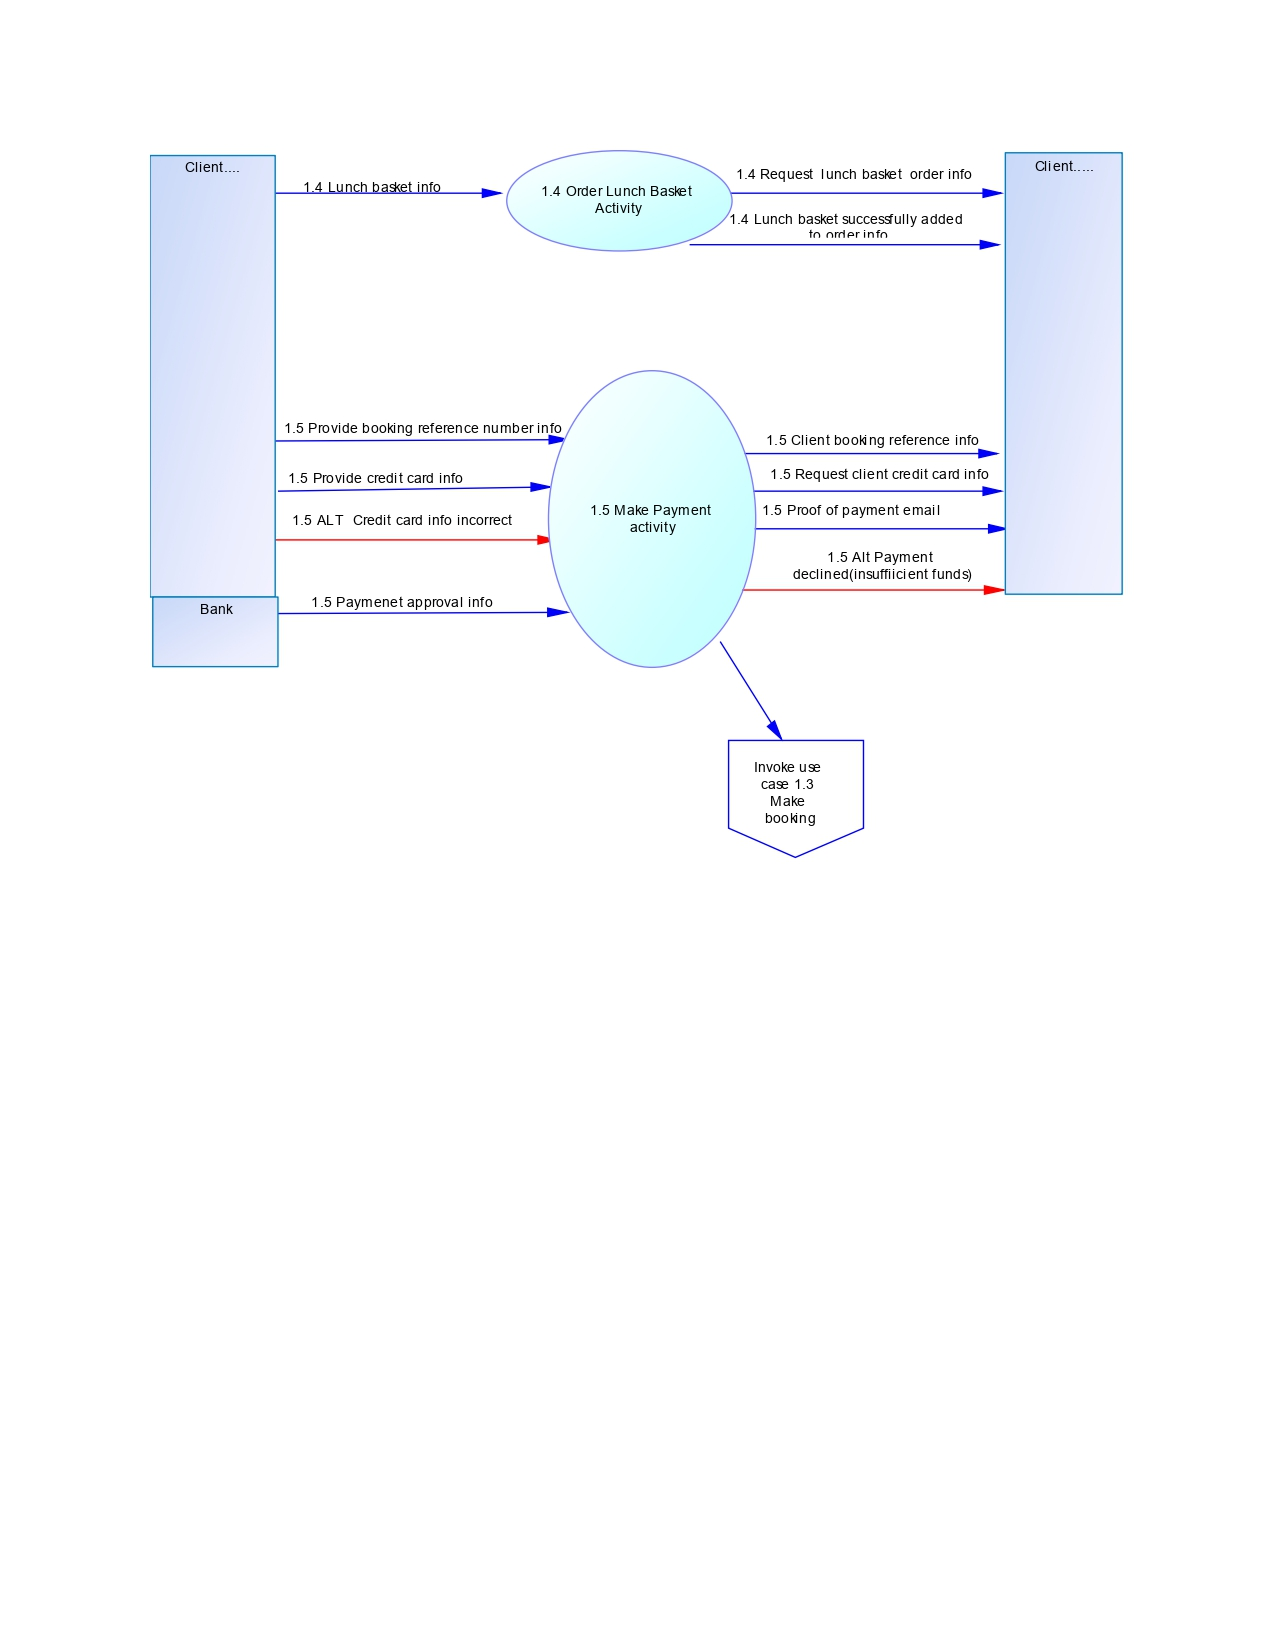 Client....
1.4 Lunch basket info
1.4 Order Lunch Basket
Activity
1.4 Request lunch basket order info
1.4 Lunch basket successfully added
to order info
Client.....
1.5 Provide booking reference number info
1.5 Provide credit card info
1.5 ALT Credit card info incorrect
1.5 Make Payment
activity
1.5 Client booking reference info
1.5 Request client credit card info
1.5 Proof of payment email
1.5 Alt Payment
declined(insuffiicient funds)
Bank
1.5 Paymenet approval info
Invoke use
case 1.3
Make
booking